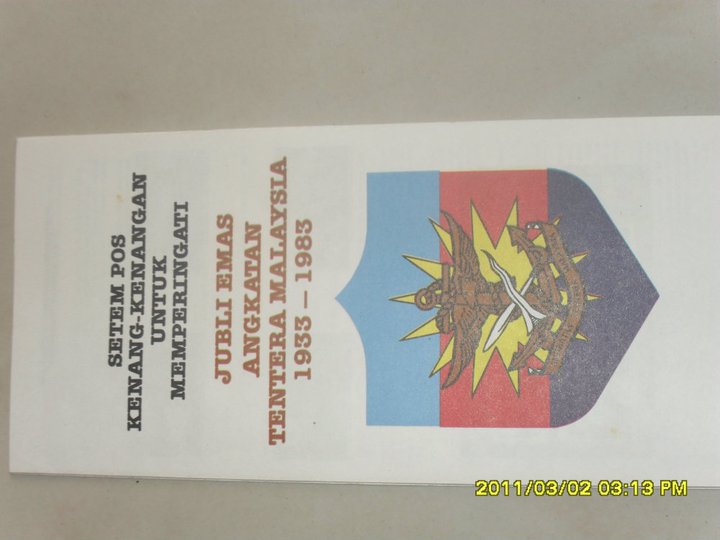 SETEM POS
KENANG-KENANGAN
UNTUK
MEMPERINGATI
JUBLI EMAS
ANGKATAN
TENTERA MALAYSIA
1933 – 1983
2011/03/02 03:13 PM